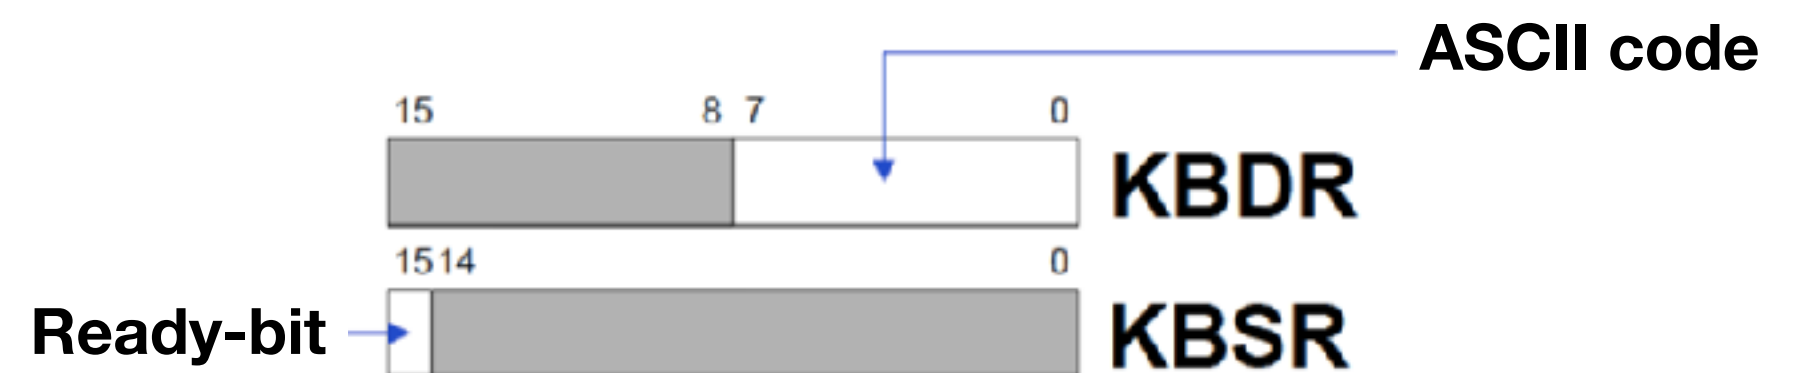 ASCII code
15 8 7 0
KBDR
15 14 0
Ready-bit
KBSR